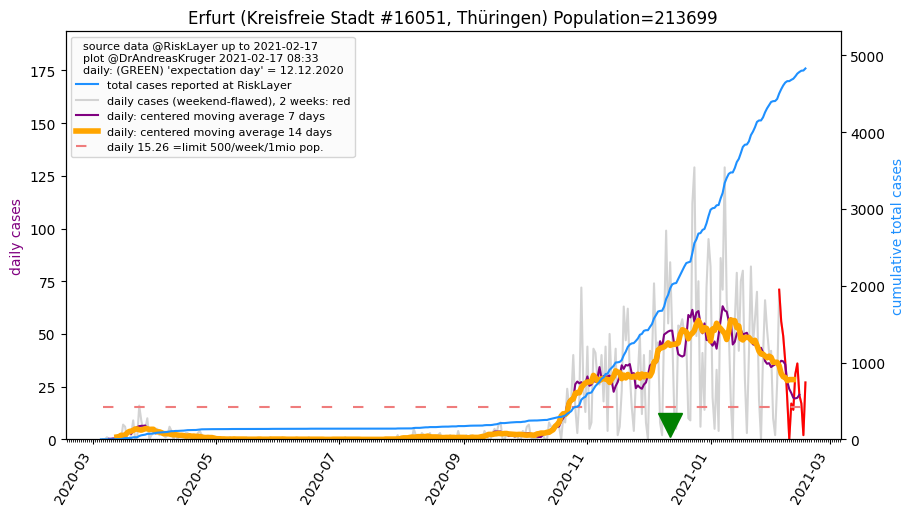 Erfurt (Kreisfreie Stadt #16051, Thüringen) Population=213699
source data @RiskLayer up to 2021-02-17
plot @DrAndreasKruger 2021-02-17 08:33
daily: (GREEN) 'expectation day' = 12.12.2020
total cases reported at RiskLayer
daily cases (weekend-flawed), 2 weeks: red
daily: centered moving average 7 days
daily: centered moving average 14 days
daily 15.26 =limit 500/week/1mio pop.
daily cases
175
150
125
100
75
50
25
0
cumulative total cases
5000
4000
3000
2000
1000
0
2020-03
2020-05
2020-07
2020-09
2020-11
2021-01
2021-03